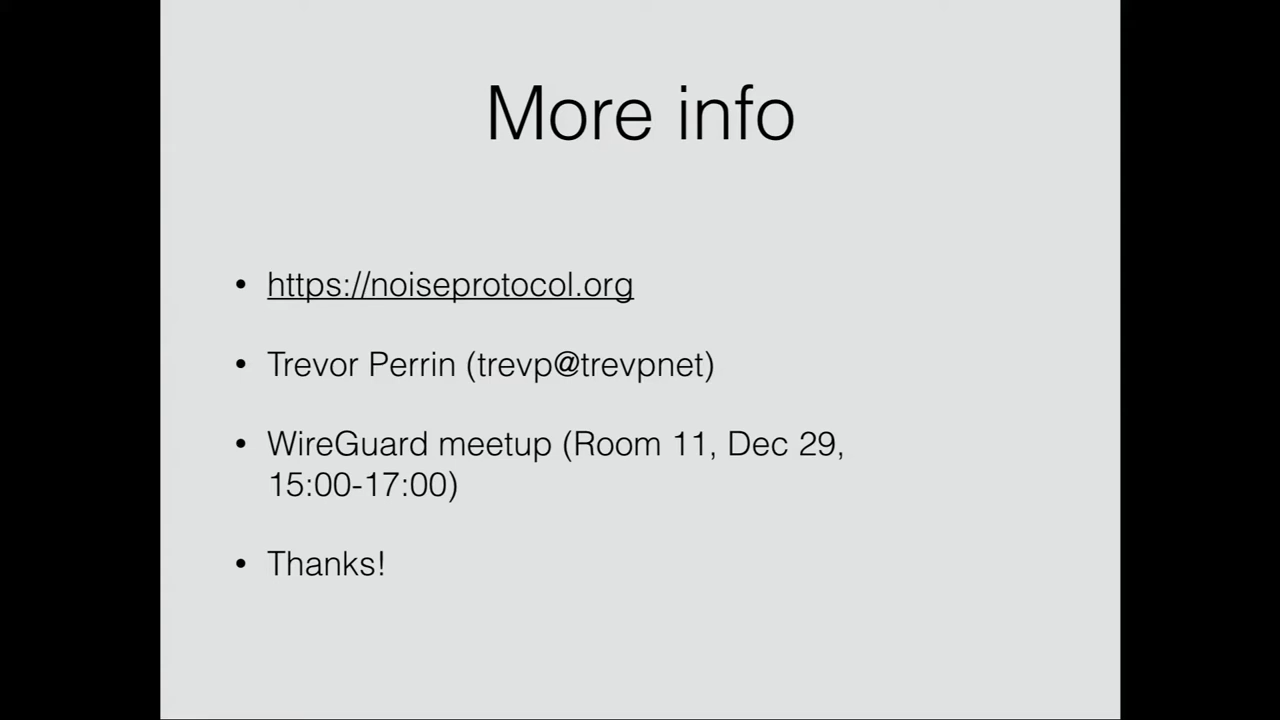 More info
• https://noiseprotocol.org
• Trevor Perrin (trevp@trevpnet)
• WireGuard meetup (Room 11, Dec 29,
15:00-17:00)
• Thanks!